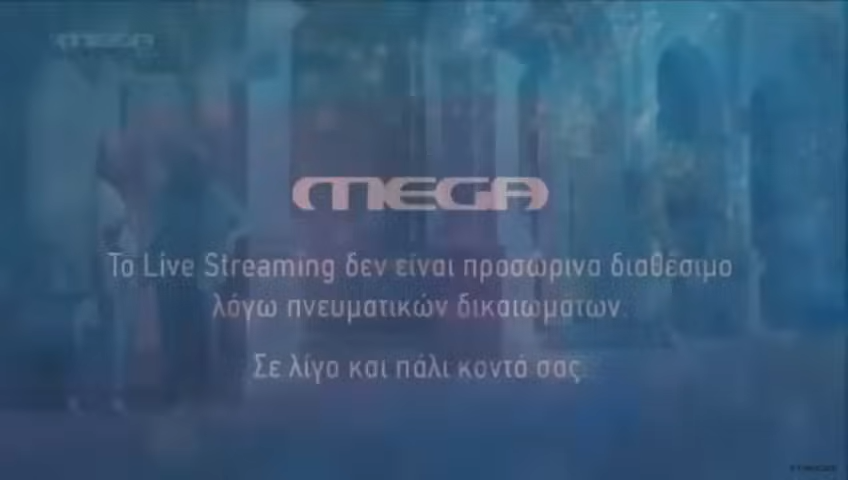 MEGA
MEGA
Το Live Streaming δεν είναι προσωρινα διαθέσιμο
λόγω πνευματικών δικαιωματων.
Σε λίγο και πάλι κοντά σας